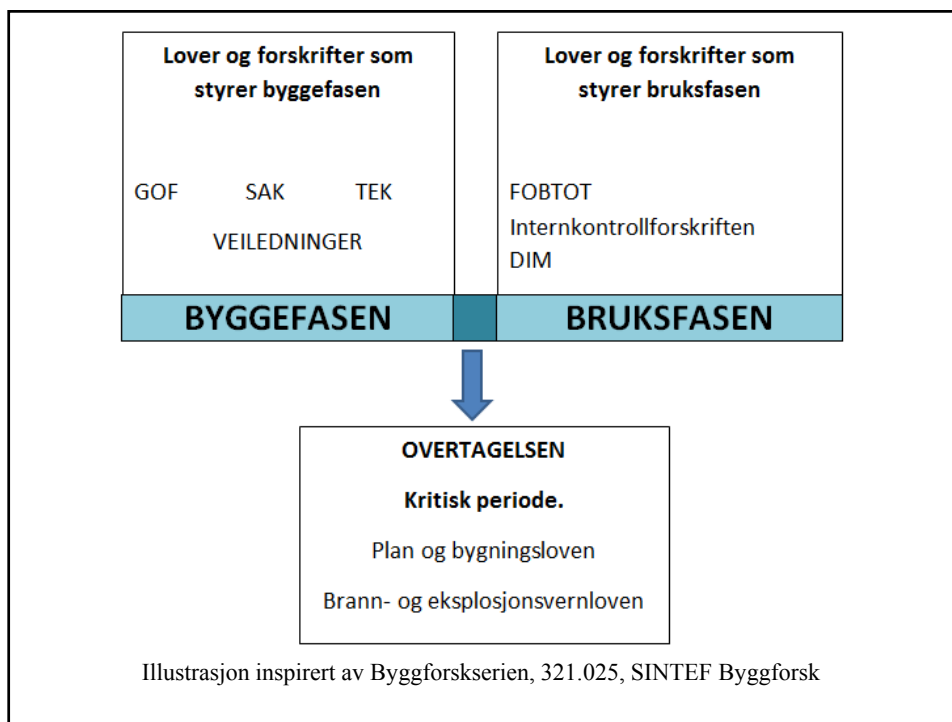 Lover og forskrifter som
styrer byggefasen
GOF SAK TEK
VEILEDNINGER
Lover og forskrifter som
styrer bruksfasen
FOBTOT
Internkontrollforskriften
DIM
BYGGEFASEN
BRUKSFASEN
OVERTAGELSEN
Kritisk periode.
Plan og bygningsloven
Brann- og eksplosjonsvernloven
Illustrasjon inspirert av Byggforskserien, 321.025, SINTEF Byggforsk